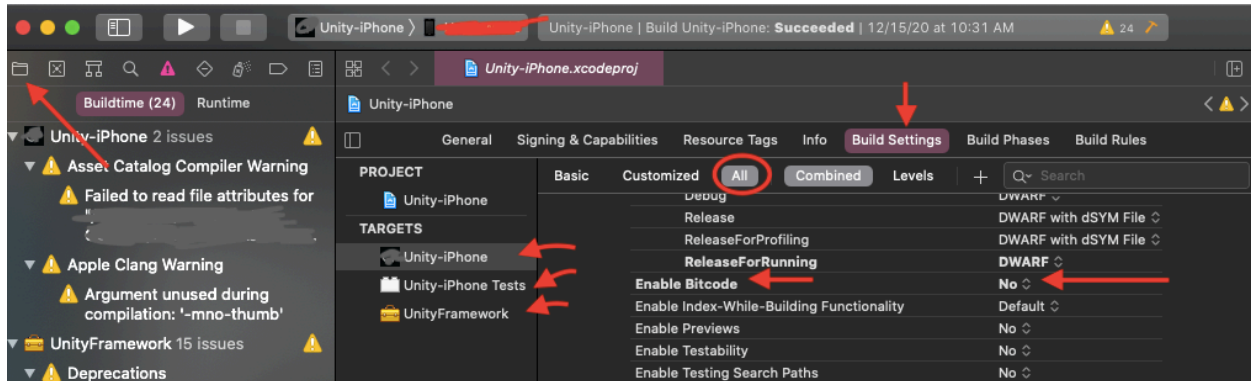 Unity-iPhone
Unity-iPhone | Build Unity-iPhone: Succeeded | 12/15/20 at 10:31 AM
24
Unity-iPhone.xcodeproj
Buildtime (24)
Runtime
Unity-iPhone
Unity-iPhone 2 issues
Asset Catalog Compiler Warning
Failed to read file attributes for
"
Apple Clang Warning
Argument unused during
compilation: '-mno-thumb'
UnityFramework 15 issues
Deprecations
General Signing & Capabilities Resource Tags Info Build Settings Build Phases Build Rules
PROJECT
Unity-iPhone
TARGETS
Unity-iPhone
Unity-iPhone Tests
UnityFramework
Basic Customized All Combined Levels + Search
Debug DWARF
Release DWARF with dSYM File
ReleaseForProfiling DWARF with dSYM File
ReleaseForRunning DWARF
Enable Bitcode No
Enable Index-While-Building Functionality Default
Enable Previews No
Enable Testability No
Enable Testing Search Paths No